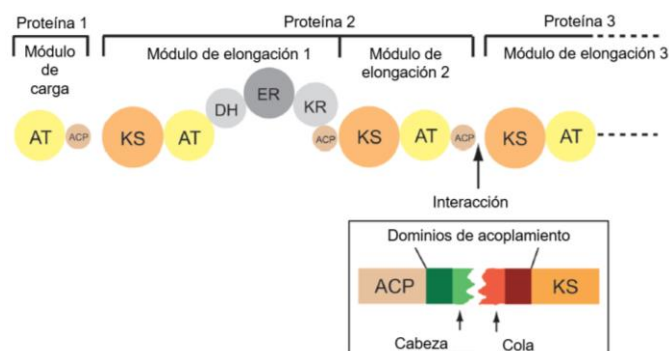 Proteína 1
Proteína 2
Proteína 3
Módulo
de
carga
Módulo de elongación 1
Módulo de
elongación 2
Módulo de elongación 3
AT
ACP
KS
AT
DH
ER
KR
ACP
KS
AT
ACP
KS
AT
Interacción
Dominios de acoplamiento
ACP
KS
Cabeza
Cola